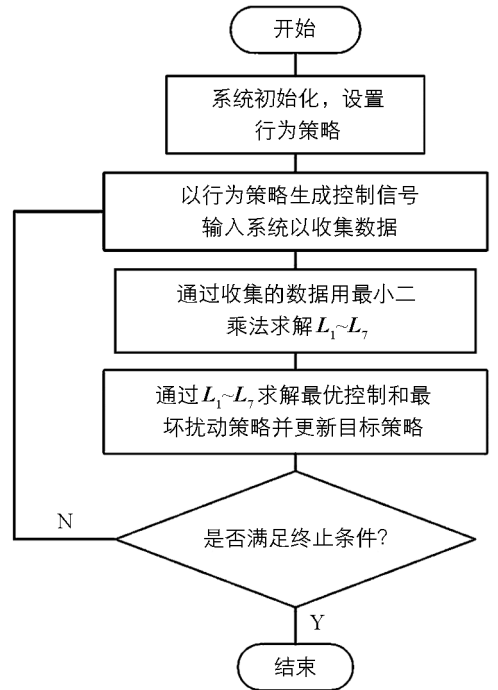 开始
系统初始化，设置
行为策略
以行为策略生成控制信号
输入系统以收集数据
通过收集的数据用最小二
乘法求解L₁~L₇
通过L₁~L₇求解最优控制和最
坏扰动策略并更新目标策略
是否满足终止条件?
N
Y
结束